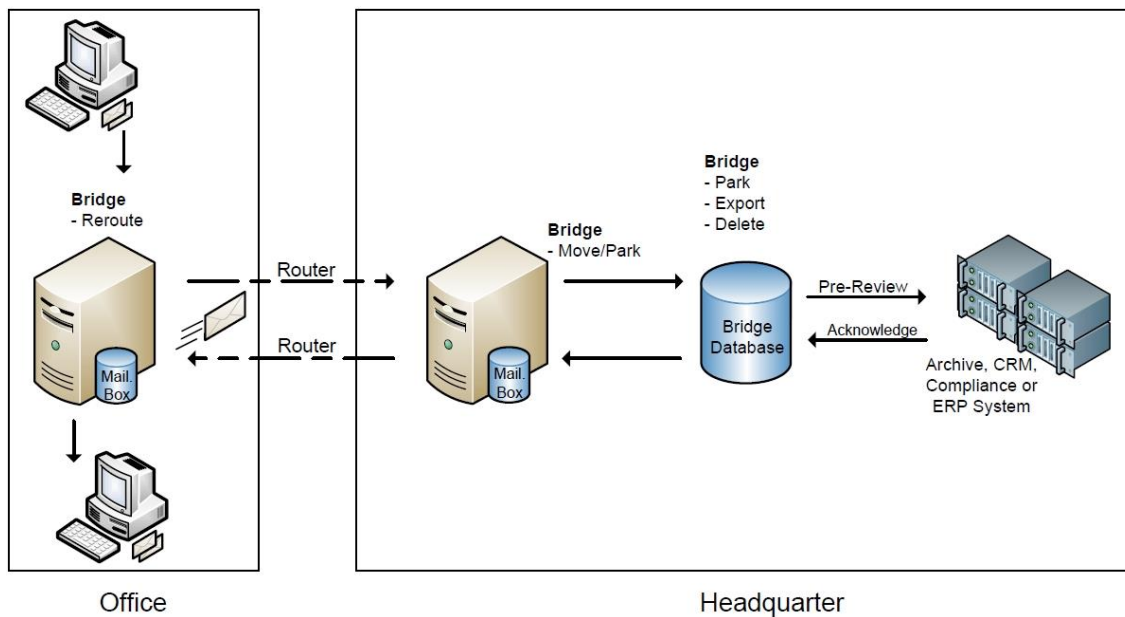 Bridge
- Reroute
Mail.
Box
Router
Router
Mail.
Box
Bridge
- Move/Park
Bridge
- Park
- Export
- Delete
Bridge
Database
Pre-Review
Acknowledge
Archive, CRM,
Compliance or
ERP System
Office
Headquarter